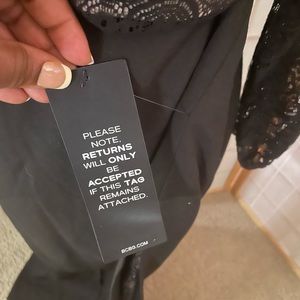 PLEASE
NOTE,
RETURNS
WILL ONLY
BE
ACCEPTED
IF THIS TAG
REMAINS
ATTACHED.
BCBG.COM